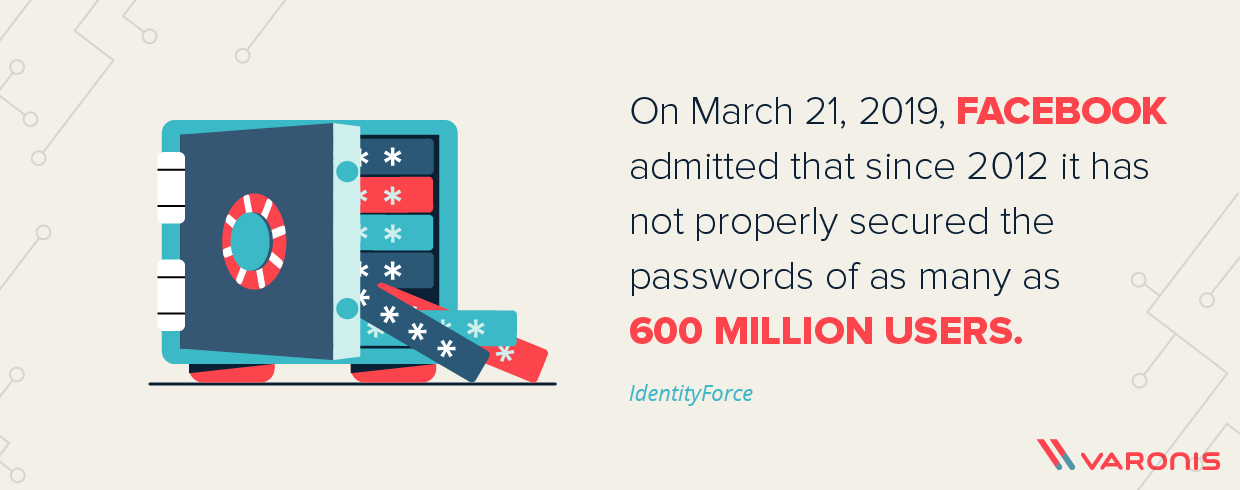 On March 21, 2019, FACEBOOK
admitted that since 2012 it has
not properly secured the
passwords of as many as
600 MILLION USERS.
IdentityForce
VARONIS